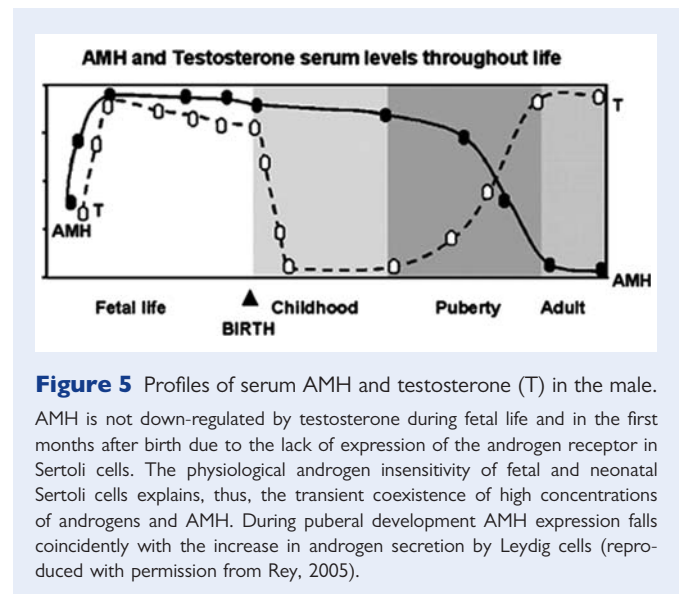 AMH and Testosterone serum levels throughout life
T
T
AMH
AMH
Fetal life
Childhood
Puberty
Adult
BIRTH
Figure 5 Profiles of serum AMH and testosterone (T) in the male.
AMH is not down-regulated by testosterone during fetal life and in the first
months after birth due to the lack of expression of the androgen receptor in
Sertoli cells. The physiological androgen insensitivity of fetal and neonatal
Sertoli cells explains, thus, the transient coexistence of high concentrations
of androgens and AMH. During puberal development AMH expression falls
coincidently with the increase in androgen secretion by Leydig cells (repro-
duced with permission from Rey, 2005).